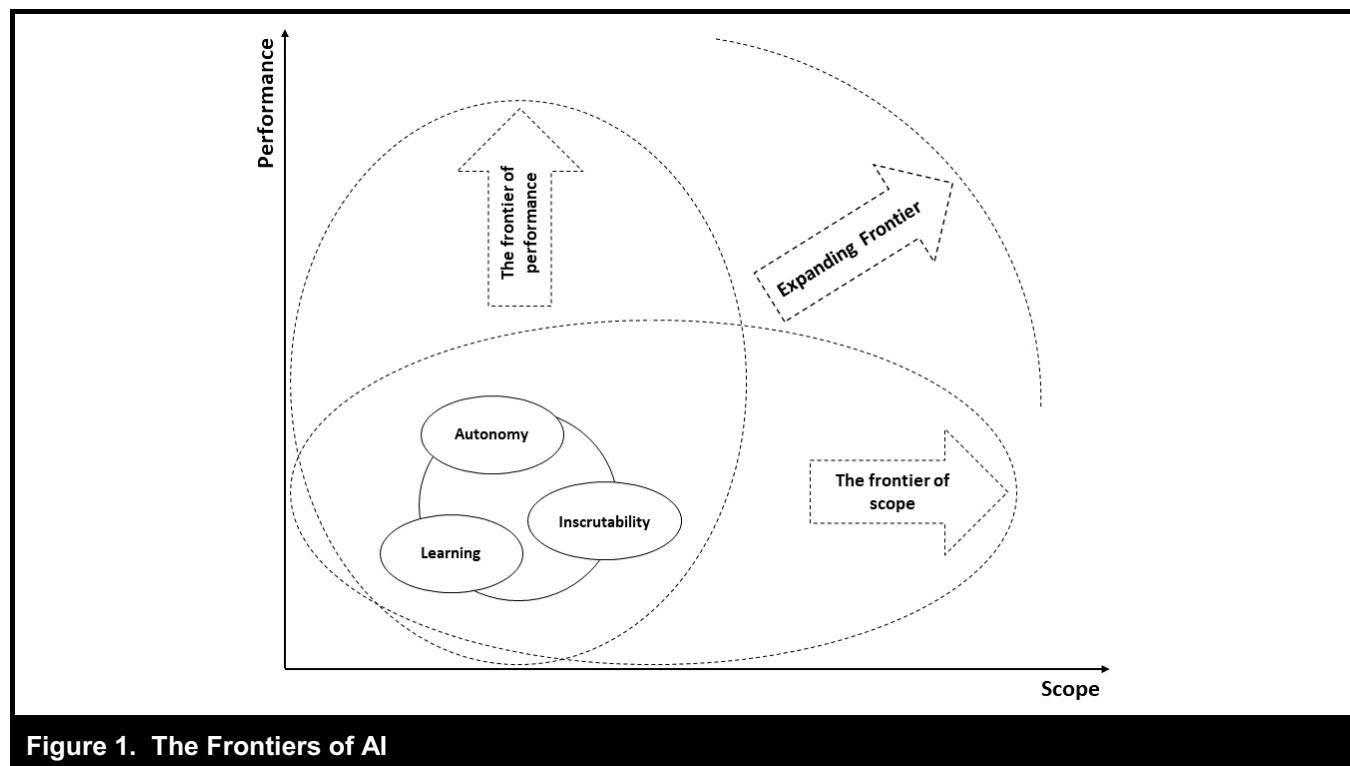 Performance
The frontier of
performance
Expanding Frontier
Autonomy
Inscrutability
Learning
The frontier of
scope
Scope
Figure 1. The Frontiers of AI